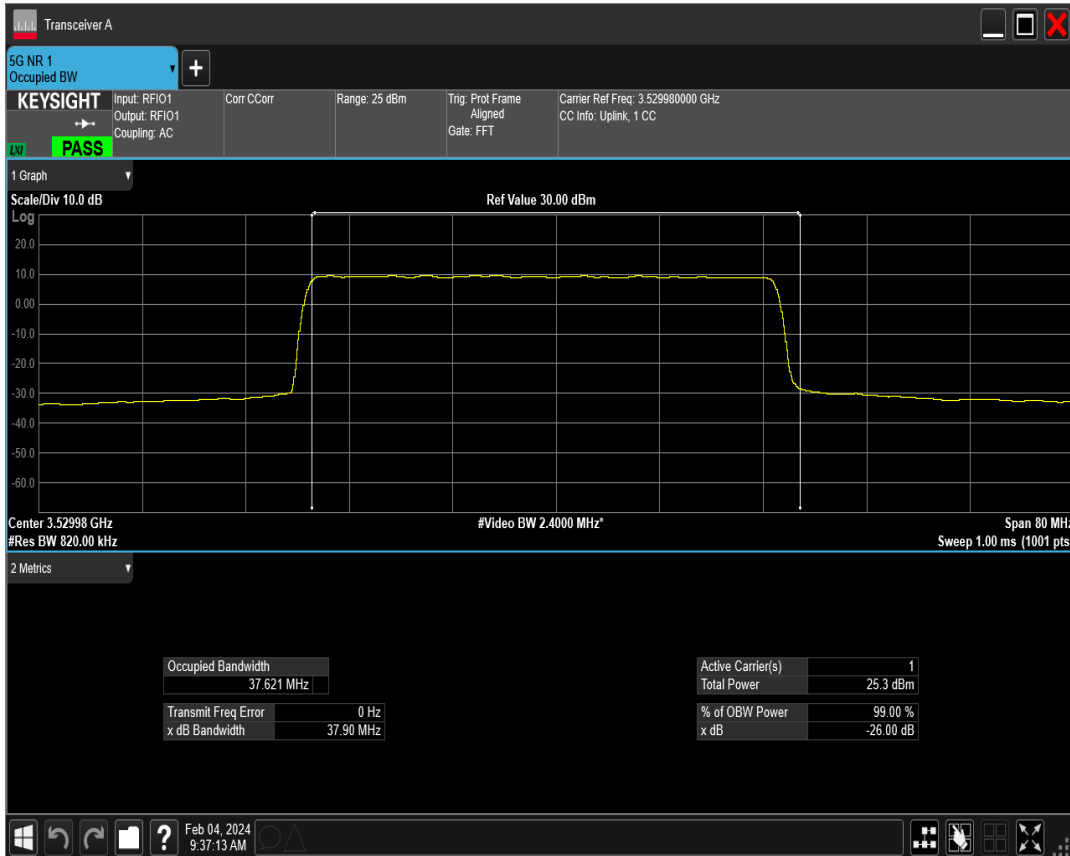 Transceiver A
5G NR 1
Occupied BW
+
KEYSIGHT
LXI
PASS
Input: RFIO1
Output: RFIO1
Coupling: AC
Corr CCorr
Range: 25 dBm
Trig: Prot Frame
Aligned
Gate: FFT
Carrier Ref Freq: 3.529980000 GHz
CC Info: Uplink, 1 CC
1 Graph
Scale/Div 10.0 dB
Ref Value 30.00 dBm
Log
20.0
10.0
0.00
-10.0
-20.0
-30.0
-40.0
-50.0
-60.0
Center 3.52998 GHz
#Video BW 2.4000 MHz*
Span 80 MHz
#Res BW 820.00 kHz
Sweep 1.00 ms (1001 pts
2 Metrics
Occupied Bandwidth
37.621 MHz
Transmit Freq Error 0 Hz
x dB Bandwidth 37.90 MHz
Active Carrier(s) 1
Total Power 25.3 dBm
% of OBW Power 99.00 %
x dB -26.00 dB
?
Feb 04, 2024
9:37:13 AM